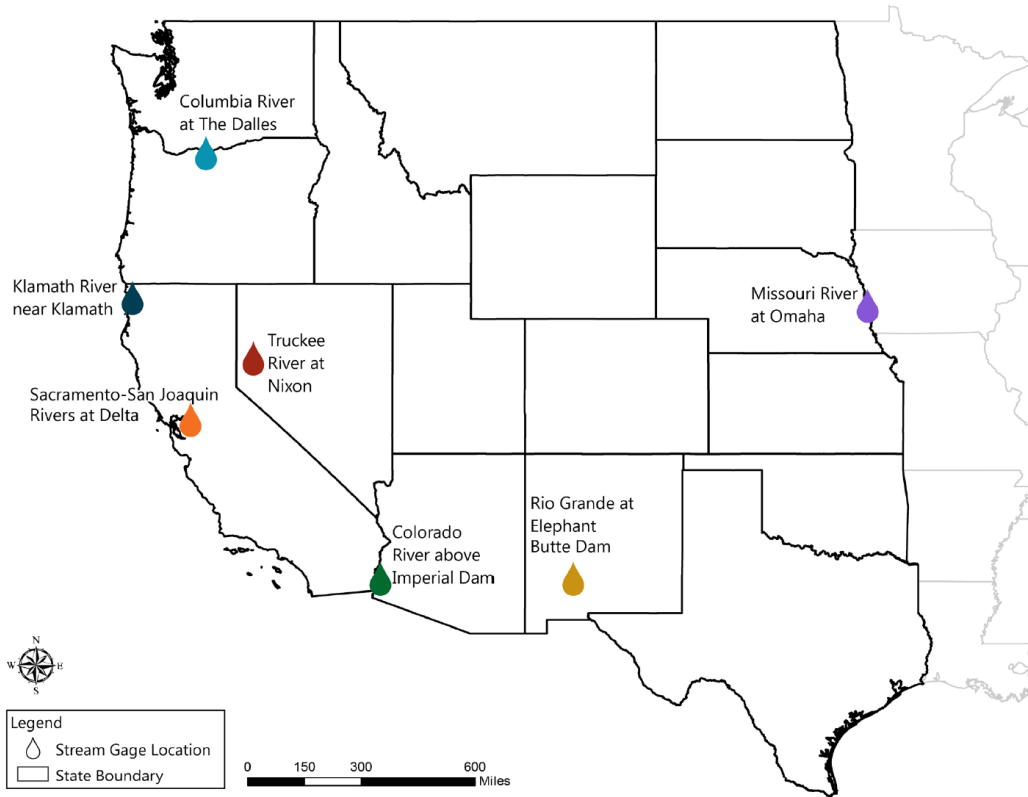 Columbia River
at The Dalles
Klamath River
near Klamath
Missouri River
at Omaha
Truckee
River at
Nixon
Sacramento-San Joaquin
Rivers at Delta
Rio Grande at
Elephant
Butte Dam
Colorado
River above
Imperial Dam
N
W E
S
Legend
Stream Gage Location
State Boundary
0 150 300 600
Miles